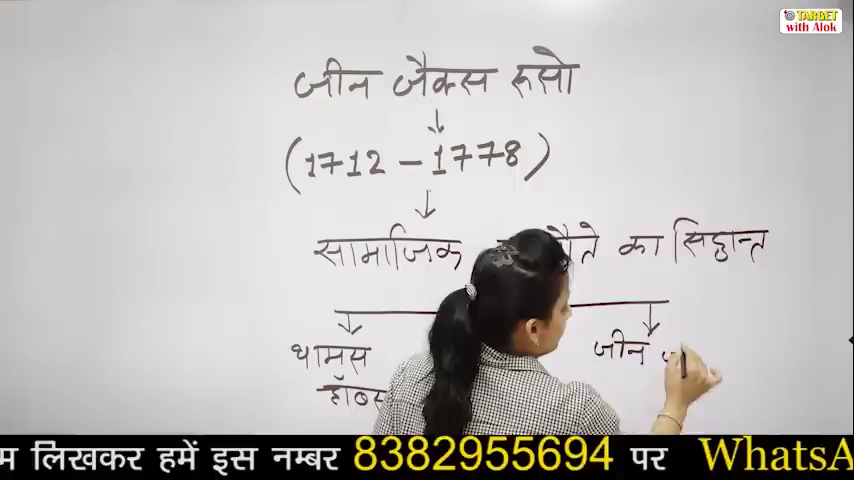 TARGET
with Alok
जीन जैक्स रूसो
(1712 - 1778)
सामाजिक का सिद्धान्त
थामस जीन
हॉब्स
म लिखकर हमें इस नम्बर 8382955694 पर WhatsA